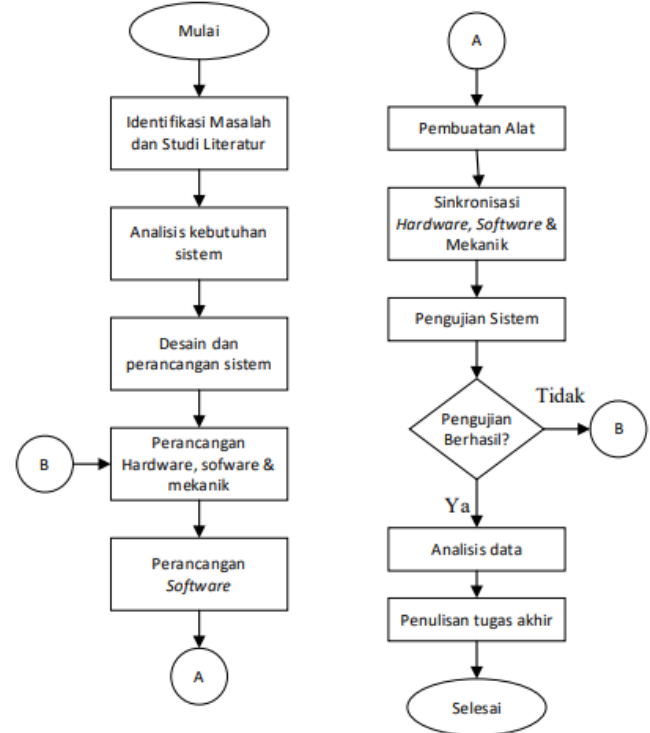 Mulai
Identifikasi Masalah
dan Studi Literatur
Analisis kebutuhan
sistem
Desain dan
perancangan sistem
B
Perancangan
Hardware, sofware &
mekanik
Perancangan
Software
A
A
Pembuatan Alat
Sinkronisasi
Hardware, Software &
Mekanik
Pengujian Sistem
Pengujian
Berhasil?
Tidak
B
Ya
Analisis data
Penulisan tugas akhir
Selesai